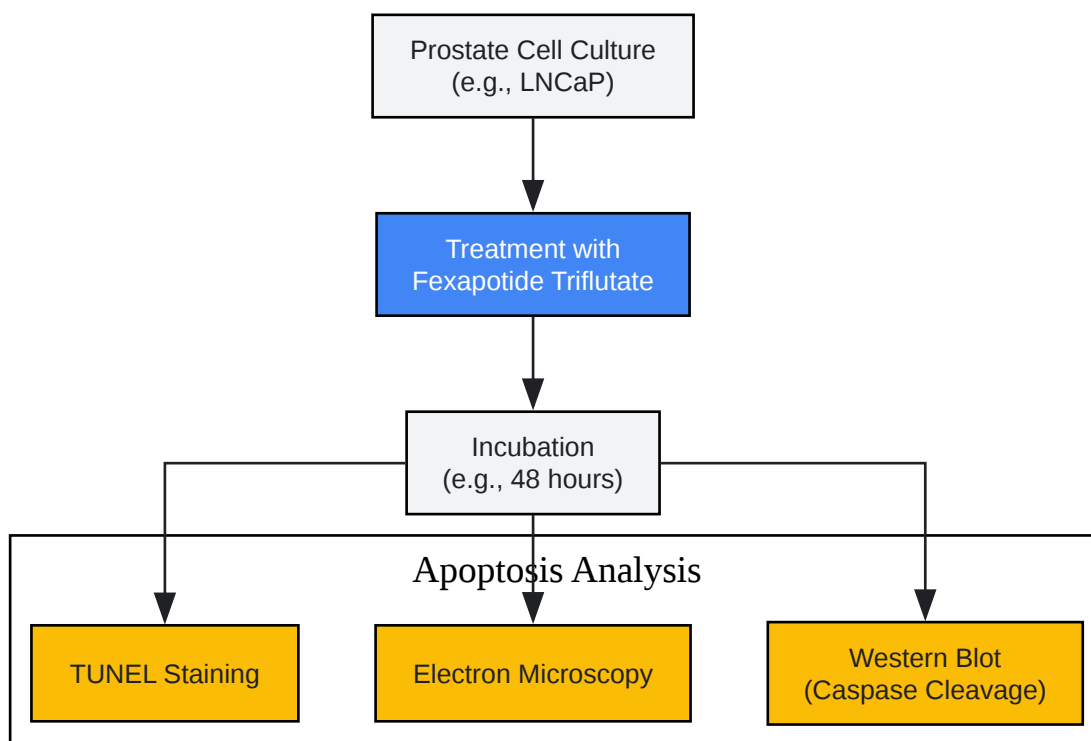 Prostate Cell Culture
(e.g., LNCaP)
Treatment with
Fexapotide Triflutate
Incubation
(e.g., 48 hours)
Apoptosis Analysis
TUNEL Staining
Electron Microscopy
Western Blot
(Caspase Cleavage)